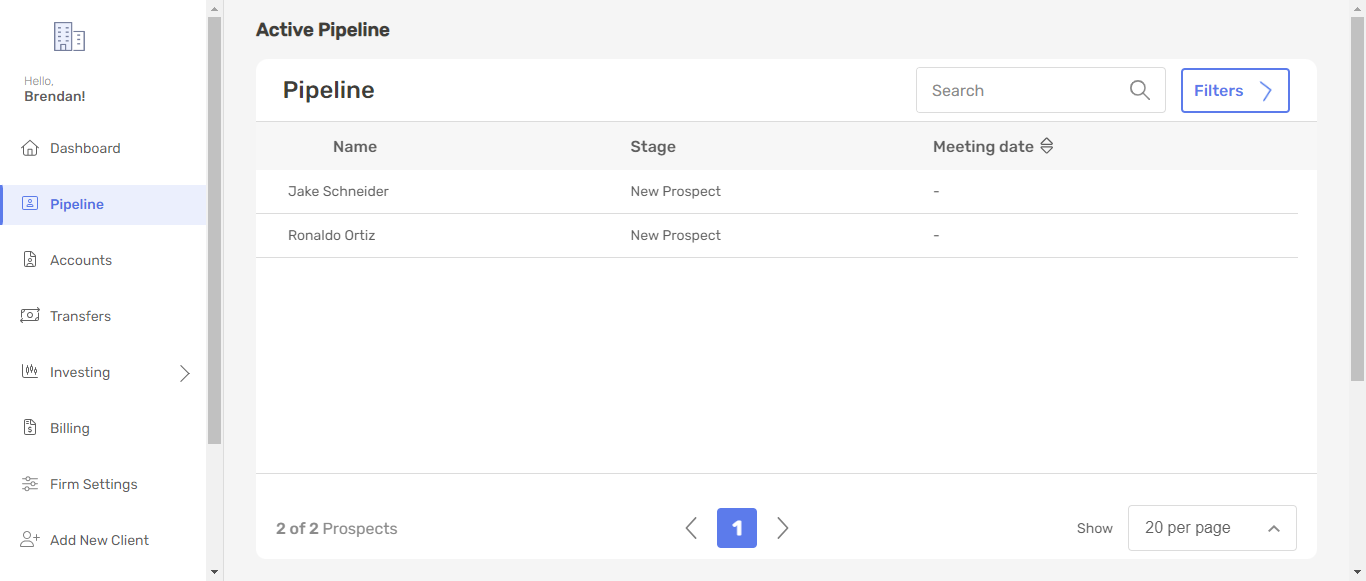 Hello,
Brendan!
Dashboard
Pipeline
Accounts
Transfers
Investing
Billing
Firm Settings
Add New Client
Active Pipeline
Pipeline
Search
Filters
Name Stage Meeting date
Jake Schneider New Prospect -
Ronaldo Ortiz New Prospect -
2 of 2 Prospects
1
Show 20 per page